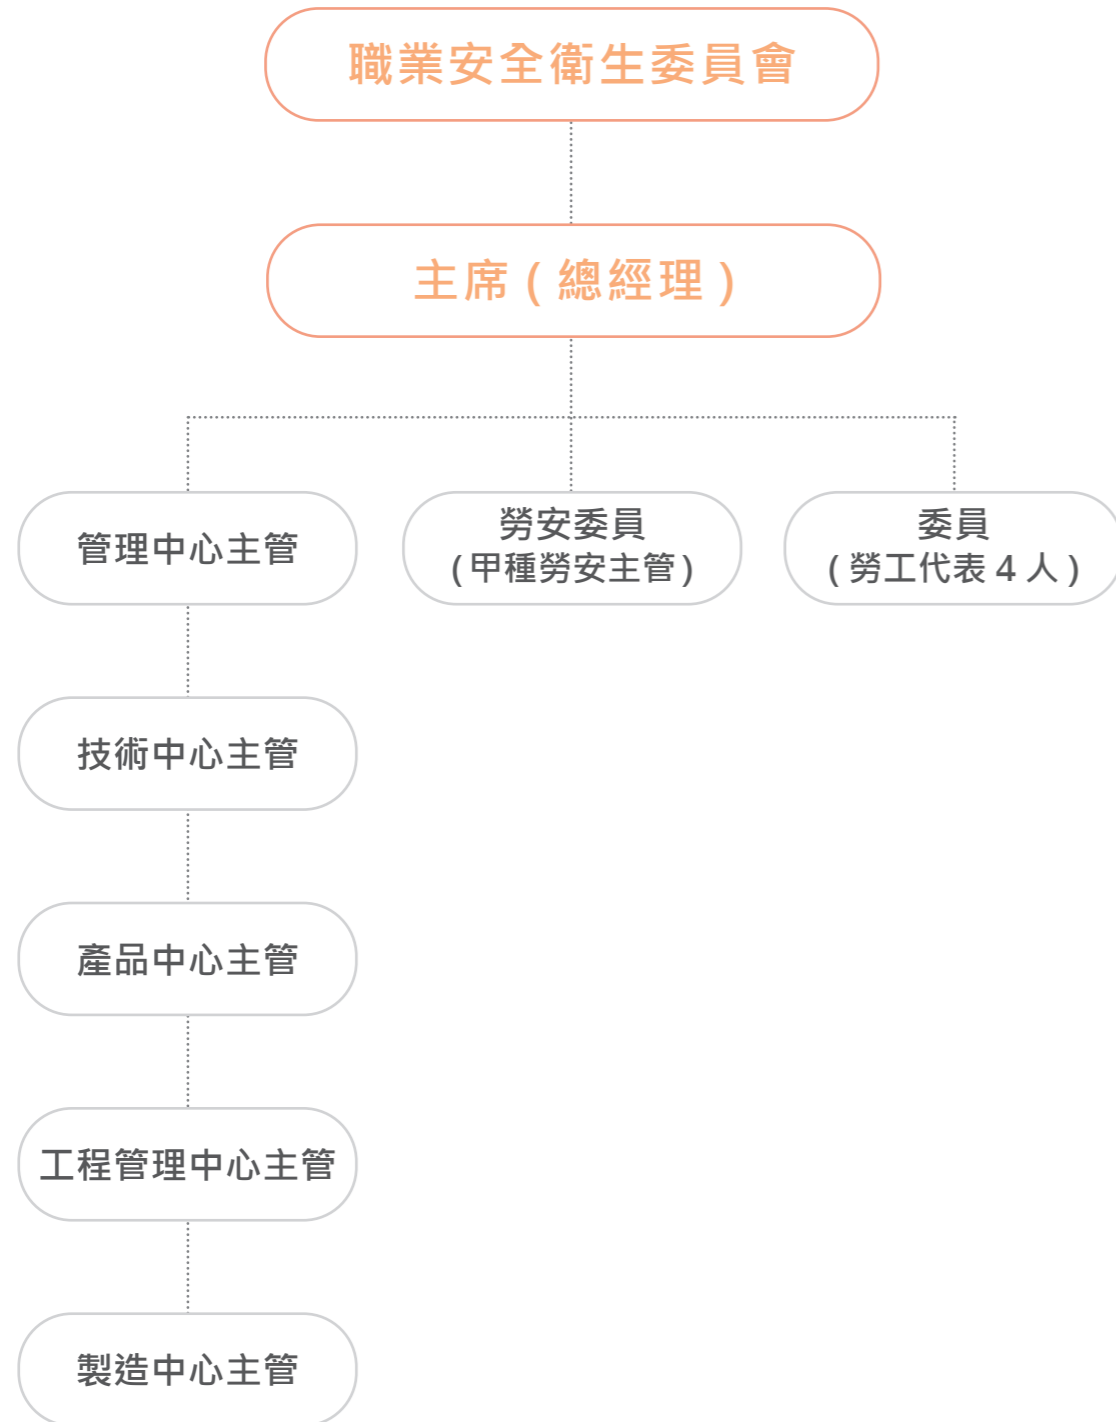 職業安全衛生委員會
主席 ( 總經理 )
管理中心主管
勞安委員
( 甲種勞安主管 )
委員
( 勞工代表 4 人 )
技術中心主管
產品中心主管
工程管理中心主管
製造中心主管